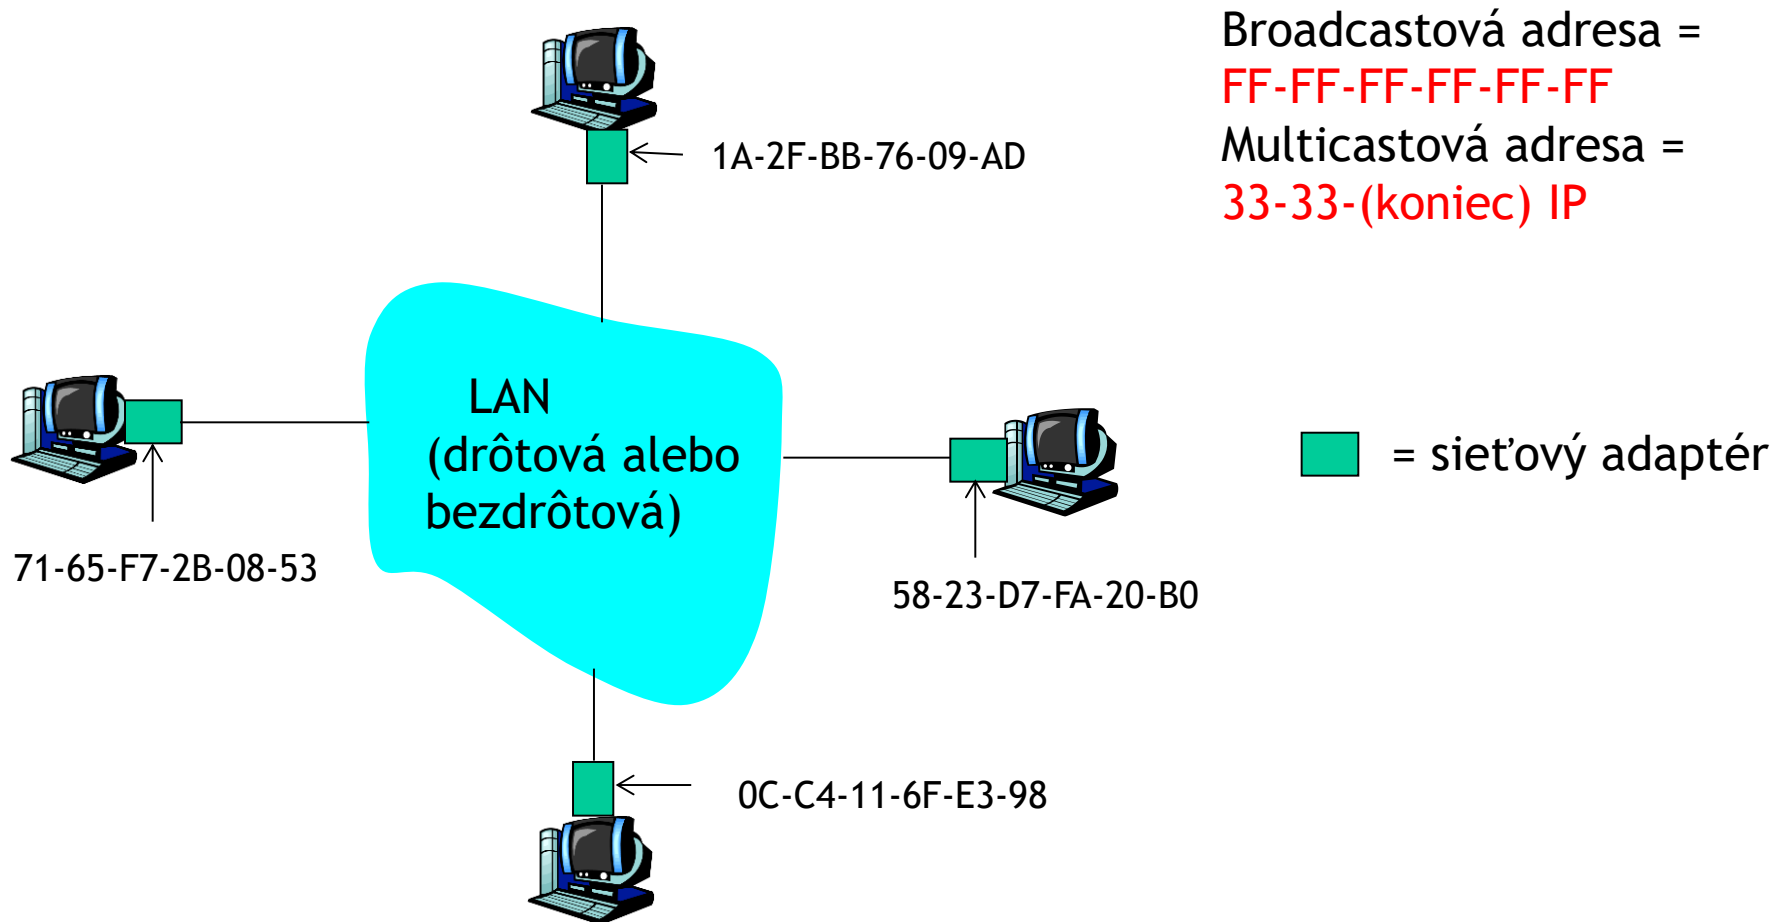 Broadcastová adresa =
FF-FF-FF-FF-FF-FF
Multicastová adresa =
33-33-(koniec) IP
1A-2F-BB-76-09-AD
LAN
(drôtová alebo
bezdrôtová)
= sieťový adaptér
71-65-F7-2B-08-53
58-23-D7-FA-20-B0
0C-C4-11-6F-E3-98